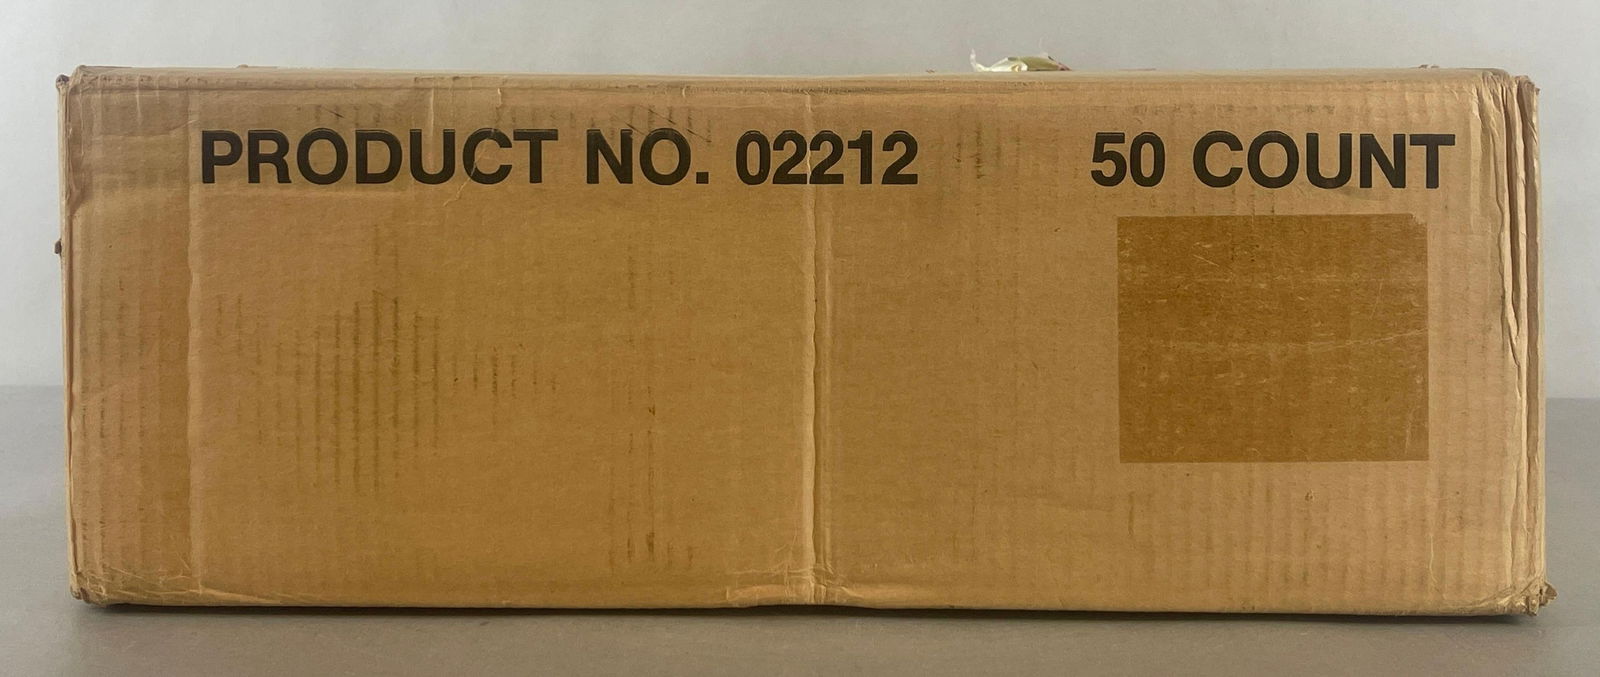 PRODUCT NO. 02212 50 COUNT